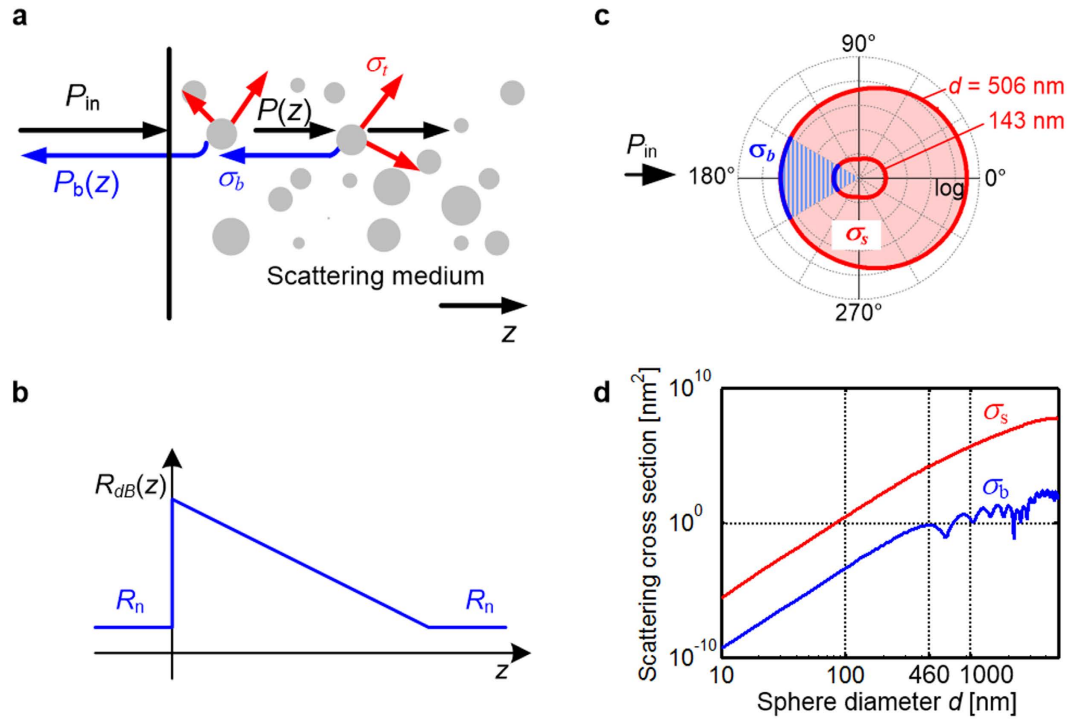 a
P_in
P(z)
σ_t
P_b(z)
σ_b
Scattering medium
z
b
R_dB(z)
R_n
R_n
z
c
90°
d = 506 nm
143 nm
P_in
σ_b
180°
log
0°
σ_s
270°
d
Scattering cross section [nm²]
10^10
10^0
10^-10
σ_s
σ_b
10
100
460
1000
Sphere diameter d [nm]